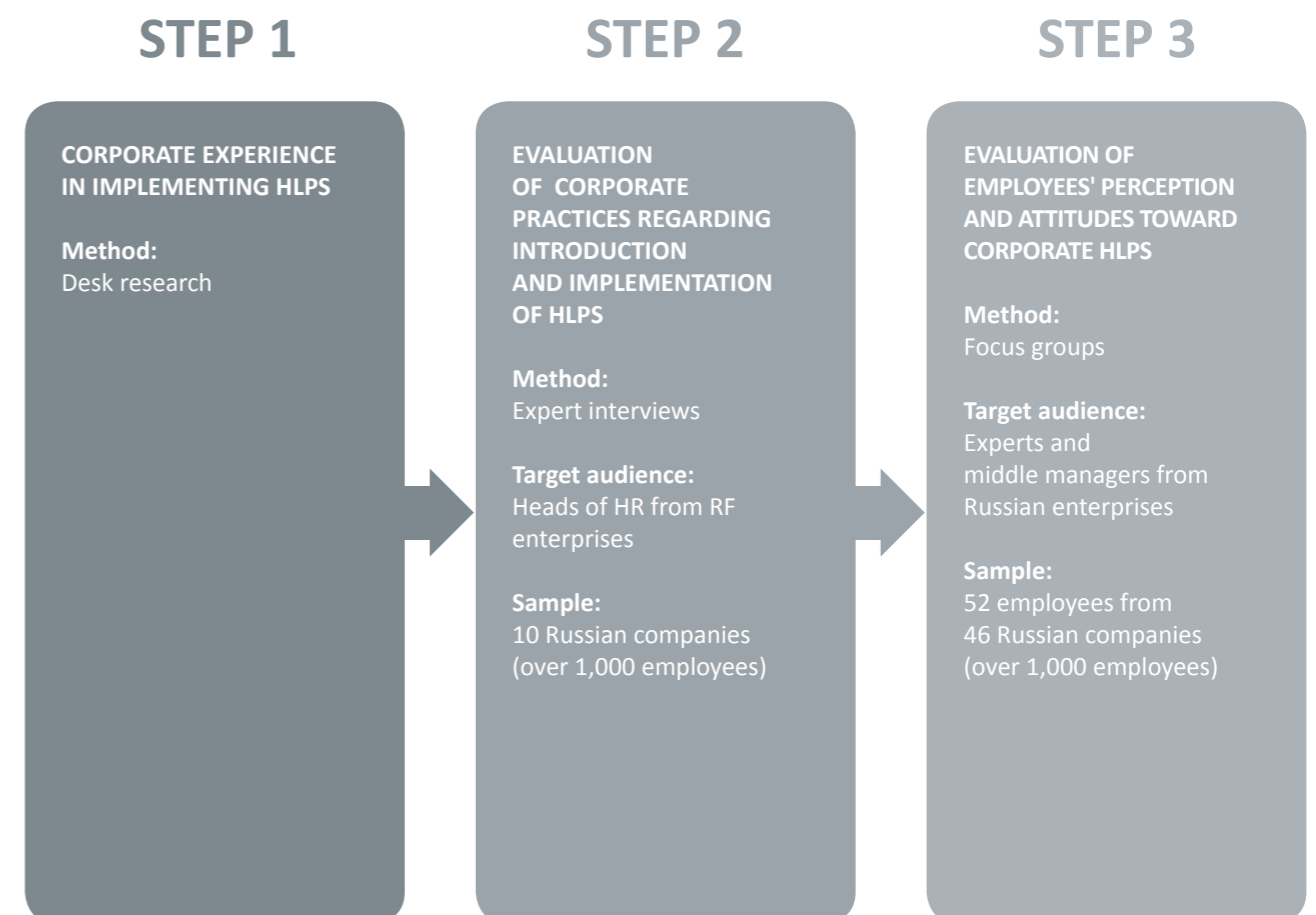 STEP 1
CORPORATE EXPERIENCE
IN IMPLEMENTING HLPS
Method:
Desk research
STEP 2
EVALUATION
OF CORPORATE
PRACTICES REGARDING
INTRODUCTION
AND IMPLEMENTATION
OF HLPS
Method:
Expert interviews
Target audience:
Heads of HR from RF
enterprises
Sample:
10 Russian companies
(over 1,000 employees)
STEP 3
EVALUATION OF
EMPLOYEES' PERCEPTION
AND ATTITUDES TOWARD
CORPORATE HLPS
Method:
Focus groups
Target audience:
Experts and
middle managers from
Russian enterprises
Sample:
52 employees from
46 Russian companies
(over 1,000 employees)